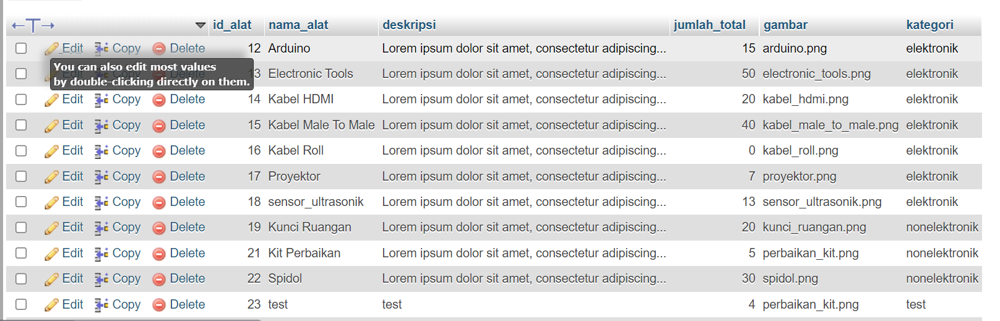 ←T→ id_alat nama_alat deskripsi jumlah_total gambar kategori
Edit Copy Delete 12 Arduino Lorem ipsum dolor sit amet, consectetur adipiscing... 15 arduino.png elektronik
You can also edit most values
by double-clicking directly on them.
13 Electronic Tools Lorem ipsum dolor sit amet, consectetur adipiscing... 50 electronic_tools.png elektronik
Edit Copy Delete 14 Kabel HDMI Lorem ipsum dolor sit amet, consectetur adipiscing... 20 kabel_hdmi.png elektronik
Edit Copy Delete 15 Kabel Male To Male Lorem ipsum dolor sit amet, consectetur adipiscing... 40 kabel_male_to_male.png elektronik
Edit Copy Delete 16 Kabel Roll Lorem ipsum dolor sit amet, consectetur adipiscing... 0 kabel_roll.png elektronik
Edit Copy Delete 17 Proyektor Lorem ipsum dolor sit amet, consectetur adipiscing... 7 proyektor.png elektronik
Edit Copy Delete 18 sensor_ultrasonik Lorem ipsum dolor sit amet, consectetur adipiscing... 13 sensor_ultrasonik.png elektronik
Edit Copy Delete 19 Kunci Ruangan Lorem ipsum dolor sit amet, consectetur adipiscing... 20 kunci_ruangan.png nonelektronik
Edit Copy Delete 21 Kit Perbaikan Lorem ipsum dolor sit amet, consectetur adipiscing... 5 perbaikan_kit.png nonelektronik
Edit Copy Delete 22 Spidol Lorem ipsum dolor sit amet, consectetur adipiscing... 30 spidol.png nonelektronik
Edit Copy Delete 23 test test 4 perbaikan_kit.png test